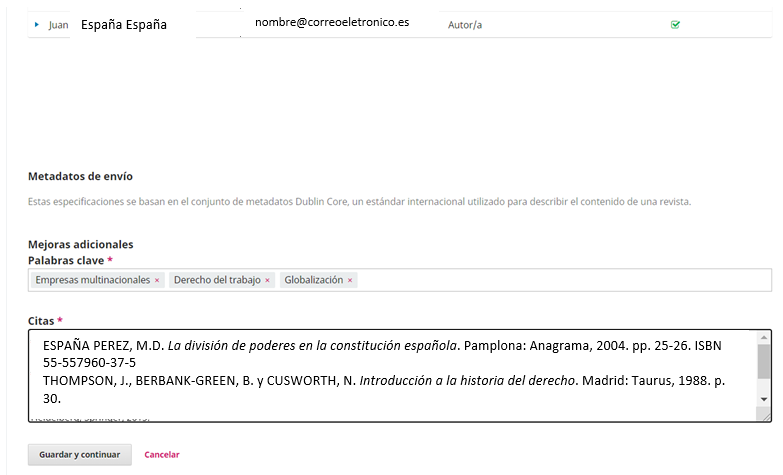 Juan España España nombre@correoeletronico.es Autor/a
Metadatos de envío
Estas especificaciones se basan en el conjunto de metadatos Dublin Core, un estándar internacional utilizado para describir el contenido de una revista.
Mejoras adicionales
Palabras clave *
Empresas multinacionales × Derecho del trabajo × Globalización ×
Citas *
ESPAÑA PEREZ, M.D. La división de poderes en la constitución española. Pamplona: Anagrama, 2004. pp. 25-26. ISBN
55-557960-37-5
THOMPSON, J., BERBANK-GREEN, B. y CUSWORTH, N. Introducción a la historia del derecho. Madrid: Taurus, 1988. p.
30.
Guardar y continuar Cancelar